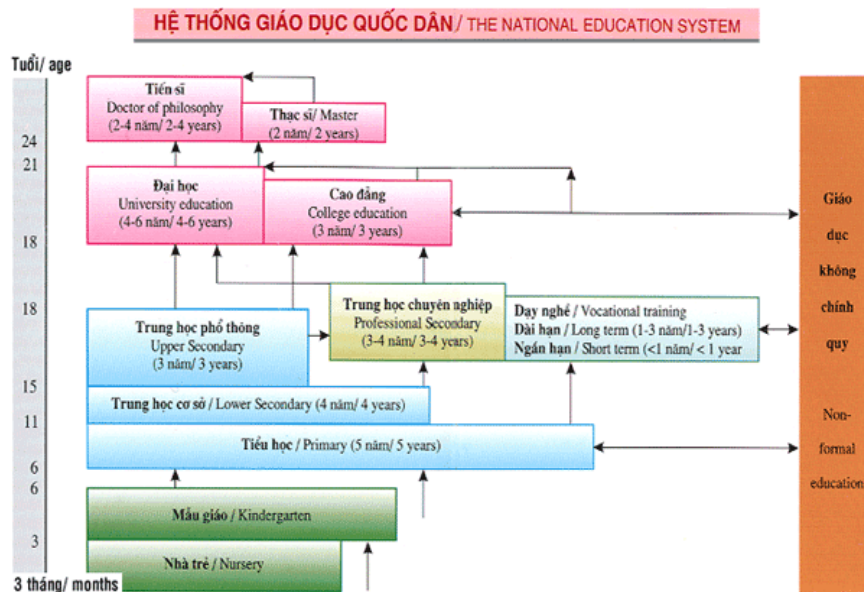 HỆ THỐNG GIÁO DỤC QUỐC DÂN / THE NATIONAL EDUCATION SYSTEM
Tuổi/ age
Tiến sĩ
Doctor of philosophy
(2-4 năm/ 2-4 years)
Thạc sĩ/ Master
(2 năm/ 2 years)
24
21
Đại học
University education
(4-6 năm/ 4-6 years)
Cao đẳng
College education
(3 năm/ 3 years)
18
18
Trung học phổ thông
Upper Secondary
(3 năm/ 3 years)
Trung học chuyên nghiệp
Professional Secondary
(3-4 năm/ 3-4 years)
Dạy nghề / Vocational training
Dài hạn / Long term (1-3 năm/1-3 years)
Ngắn hạn / Short term (<1 năm/ < 1 year
15
Trung học cơ sở / Lower Secondary (4 năm/ 4 years)
11
Tiểu học / Primary (5 năm/ 5 years)
6
6
Mẫu giáo / Kindergarten
3
Nhà trẻ / Nursery
3 tháng/ months
Giáo
dục
không
chính
quy
Non-
formal
education